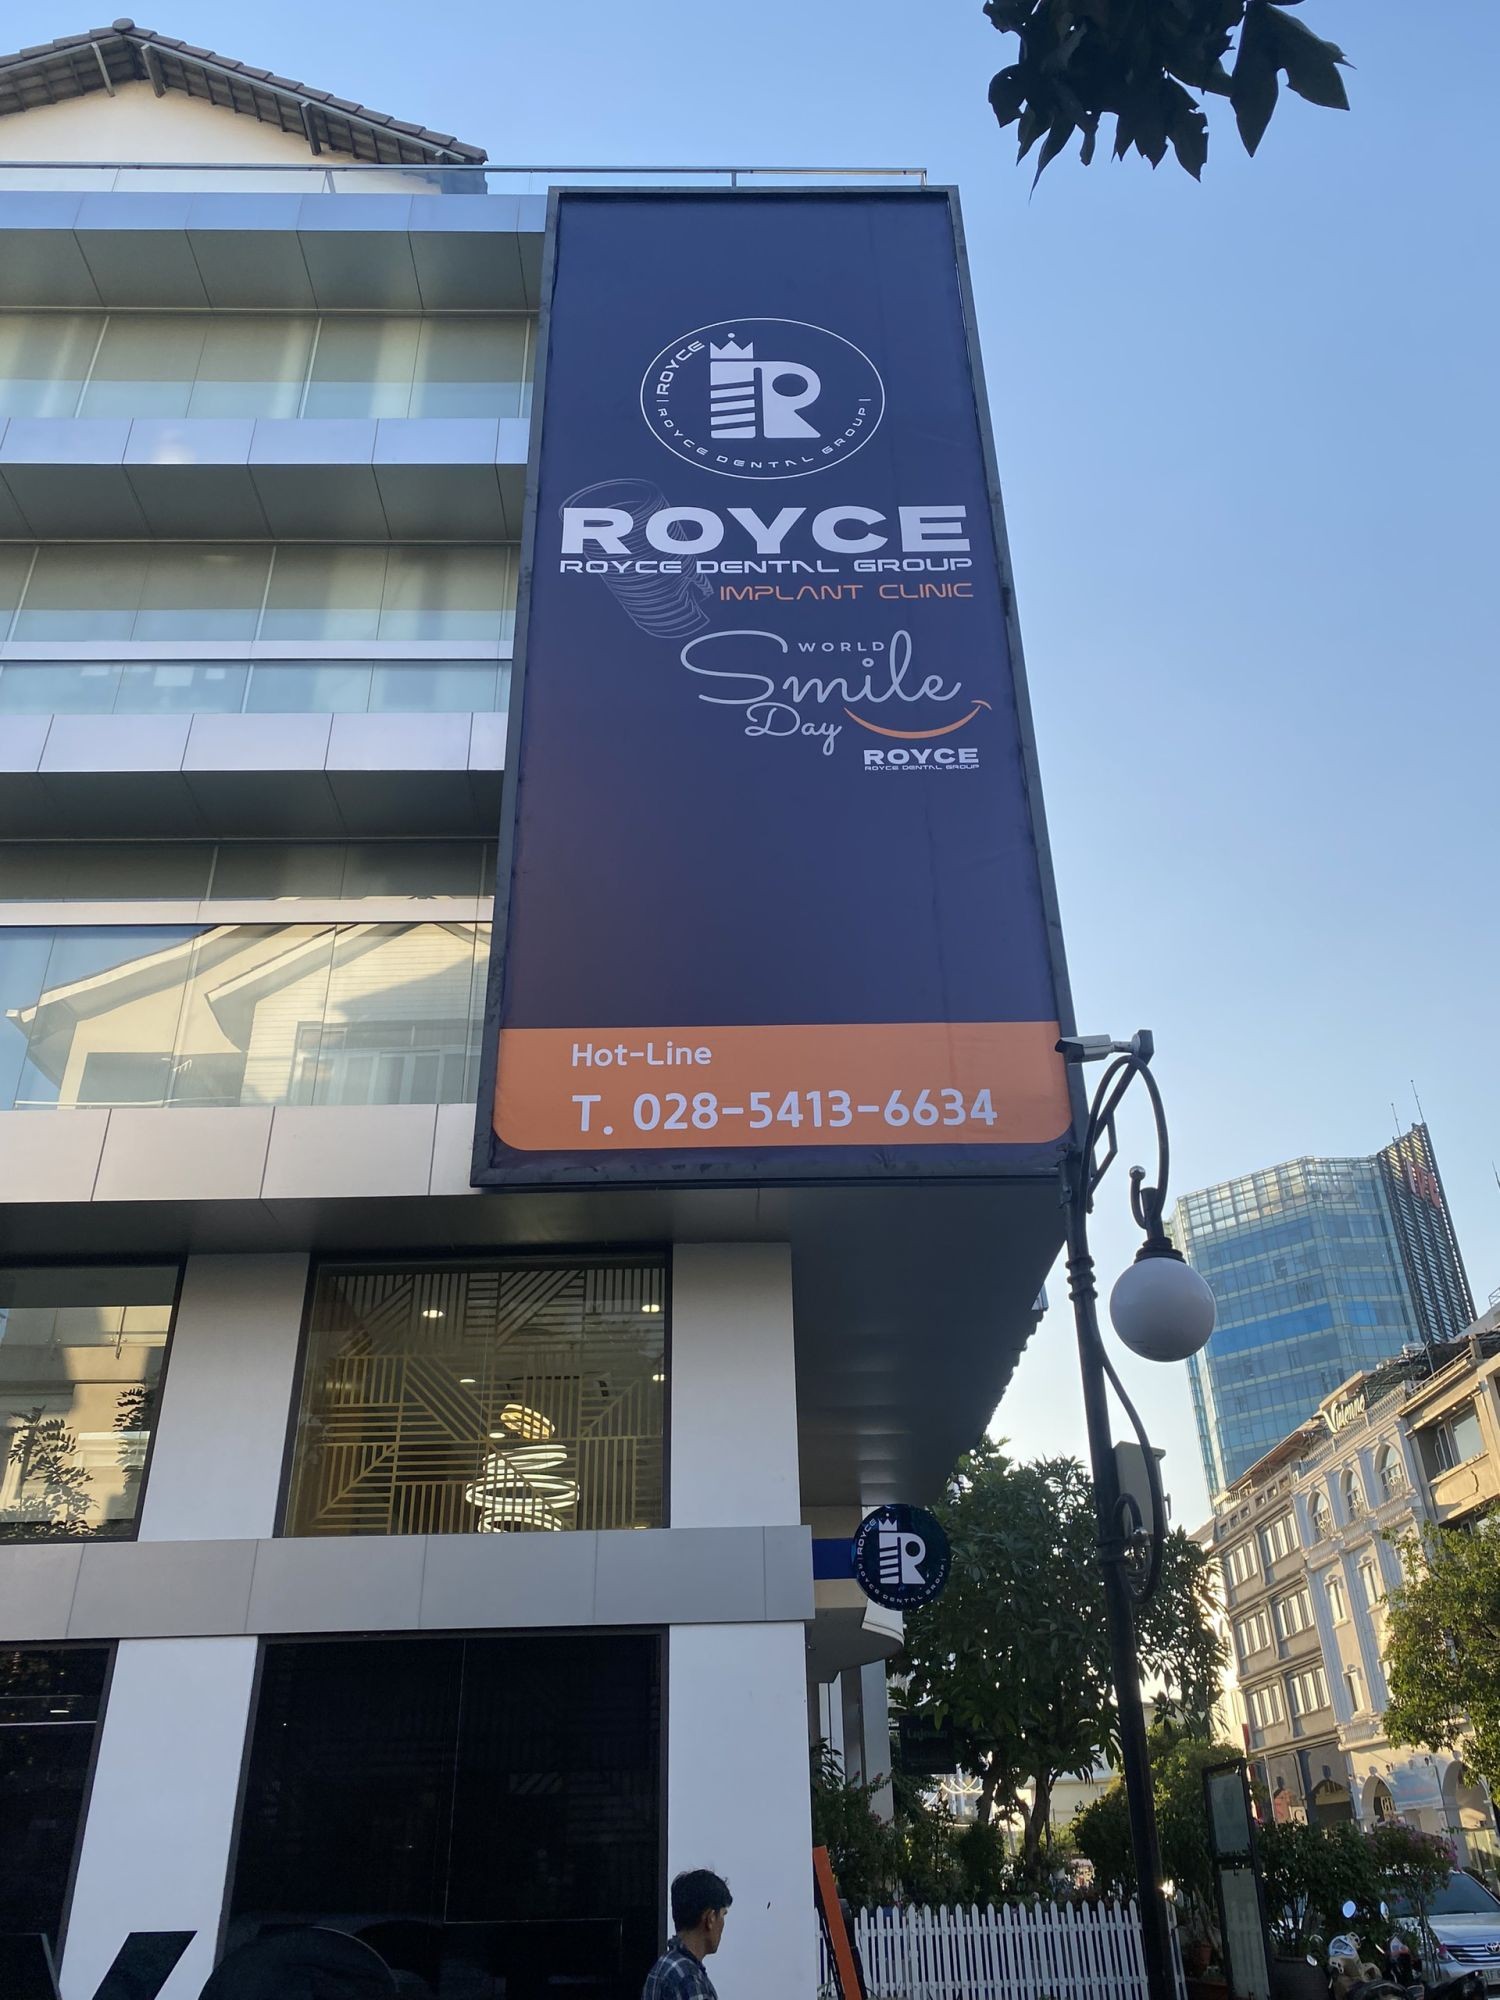 ROYCE
ROYCE DENTAL GROUP
R
ROYCE
ROYCE DENTAL GROUP
IMPLANT CLINIC
WORLD
Smile
Day
ROYCE
ROYCE DENTAL GROUP
Hot-Line
T. 028-5413-6634
Vienna
ROYCE
R
ROYCE DENTAL GROUP